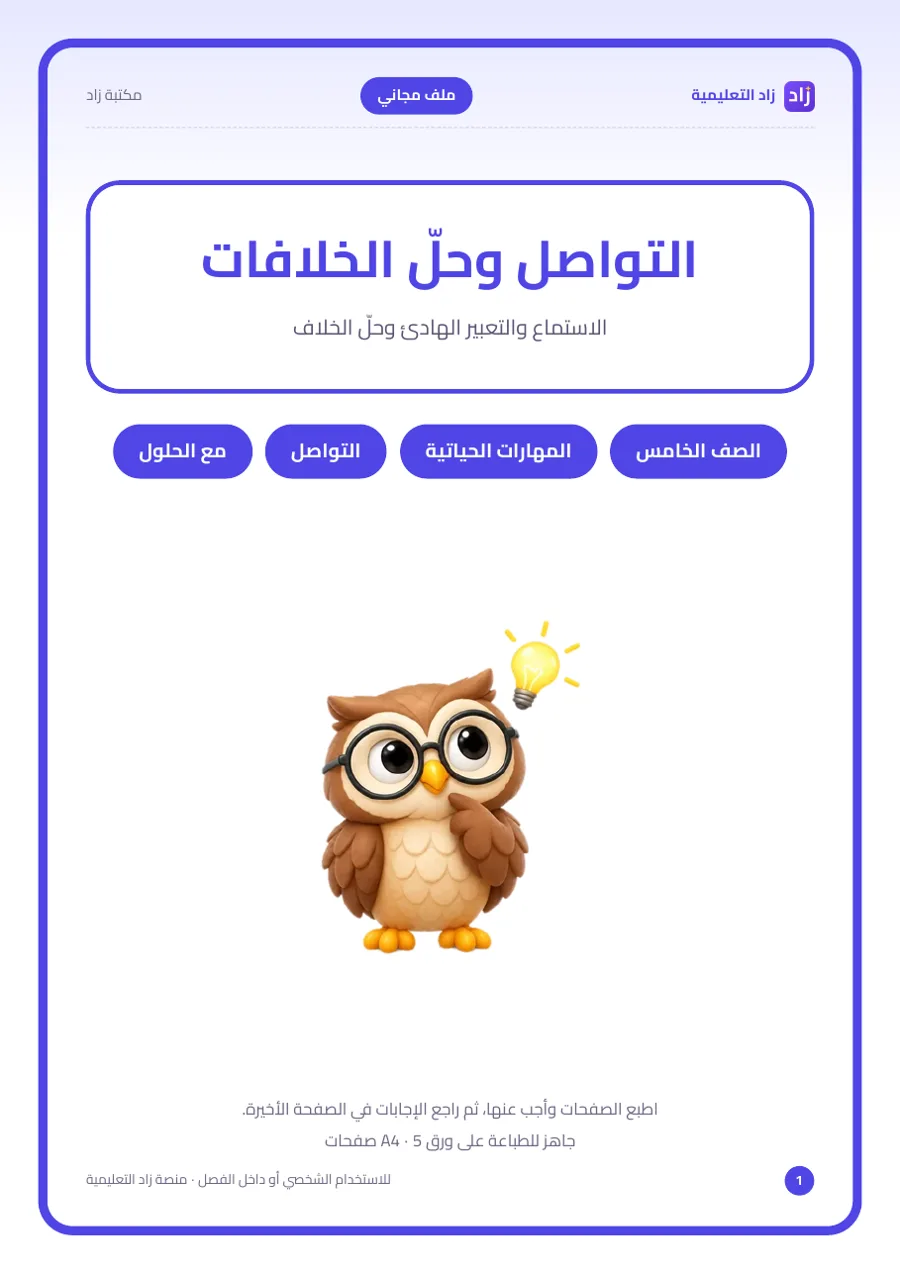 زاد زاد التعليمية
ملف مجاني
مكتبة زاد
التواصل وحلّ الخلافات
الاستماع والتعبير الهادئ وحلّ الخلاف
الصف الخامس
المهارات الحياتية
التواصل
مع الحلول
اطبع الصفحات وأجب عنها، ثم راجع الإجابات في الصفحة الأخيرة.
جاهز للطباعة على ورق A4 · 5 صفحات
1
للاستخدام الشخصي أو داخل الفصل · منصة زاد التعليمية